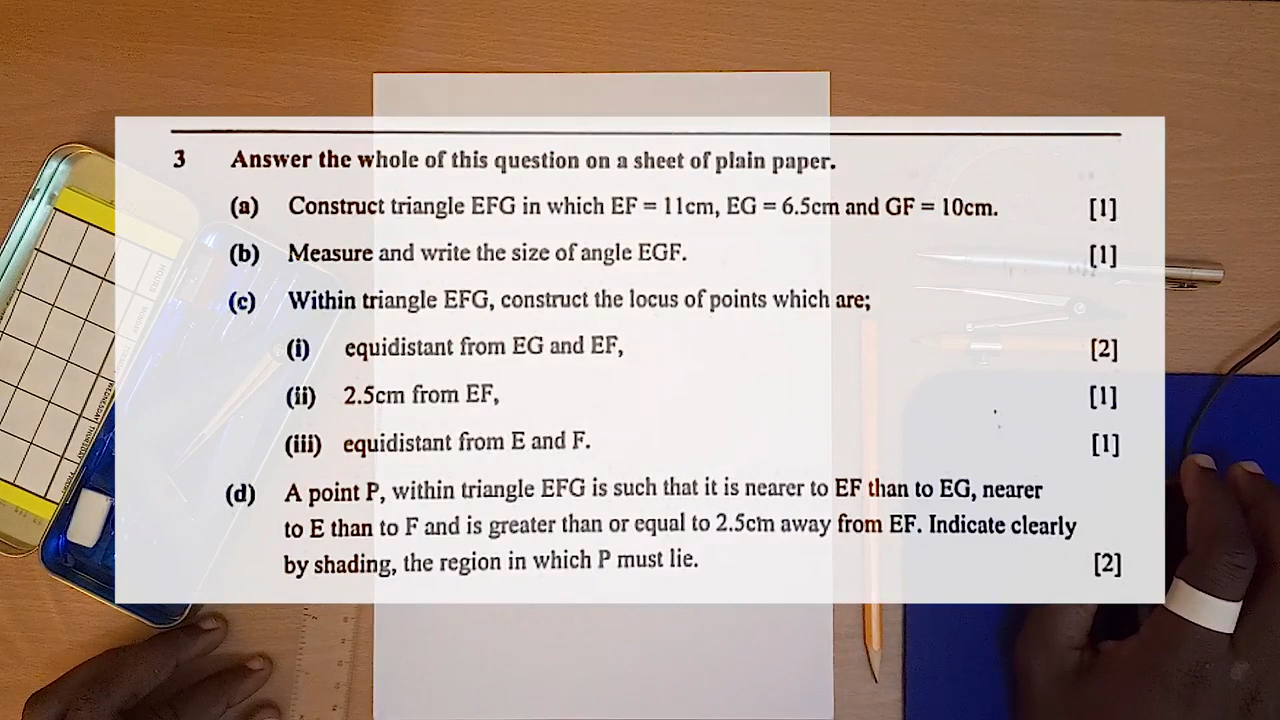 3 Answer the whole of this question on a sheet of plain paper.
(a) Construct triangle EFG in which EF = 11cm, EG = 6.5cm and GF = 10cm. [1]
(b) Measure and write the size of angle EGF. [1]
(c) Within triangle EFG, construct the locus of points which are;
(i) equidistant from EG and EF, [2]
(ii) 2.5cm from EF, [1]
(iii) equidistant from E and F. [1]
(d) A point P, within triangle EFG is such that it is nearer to EF than to EG, nearer
to E than to F and is greater than or equal to 2.5cm away from EF. Indicate clearly
by shading, the region in which P must lie. [2]
HOURS
MONDAY
WEDNESDAY
THURSDAY